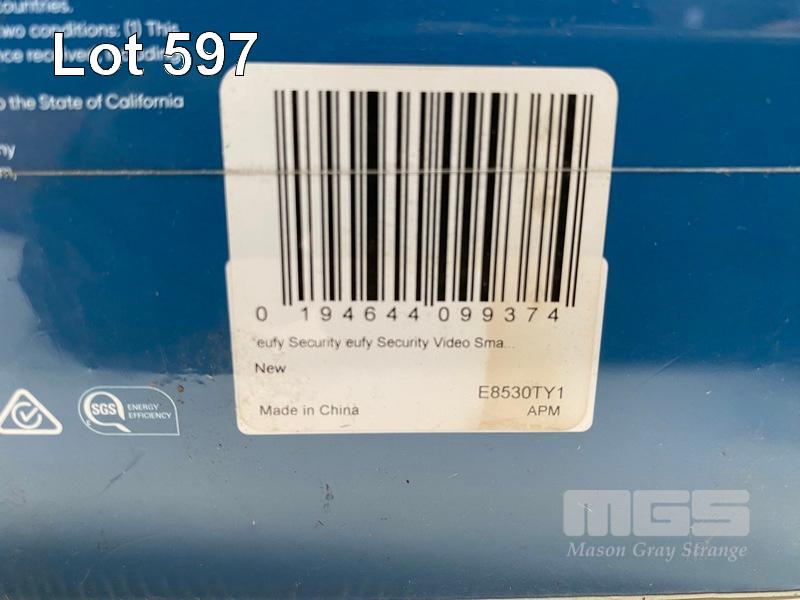 countries.
two conditions: (1) This
Lot 597
to the State of California
0 194644 099374
eufy Security eufy Security Video Sma...
New
E8530TY1
Made in China
APM
SGS ENERGY
EFFICIENCY
MGS
Mason Gray Strange